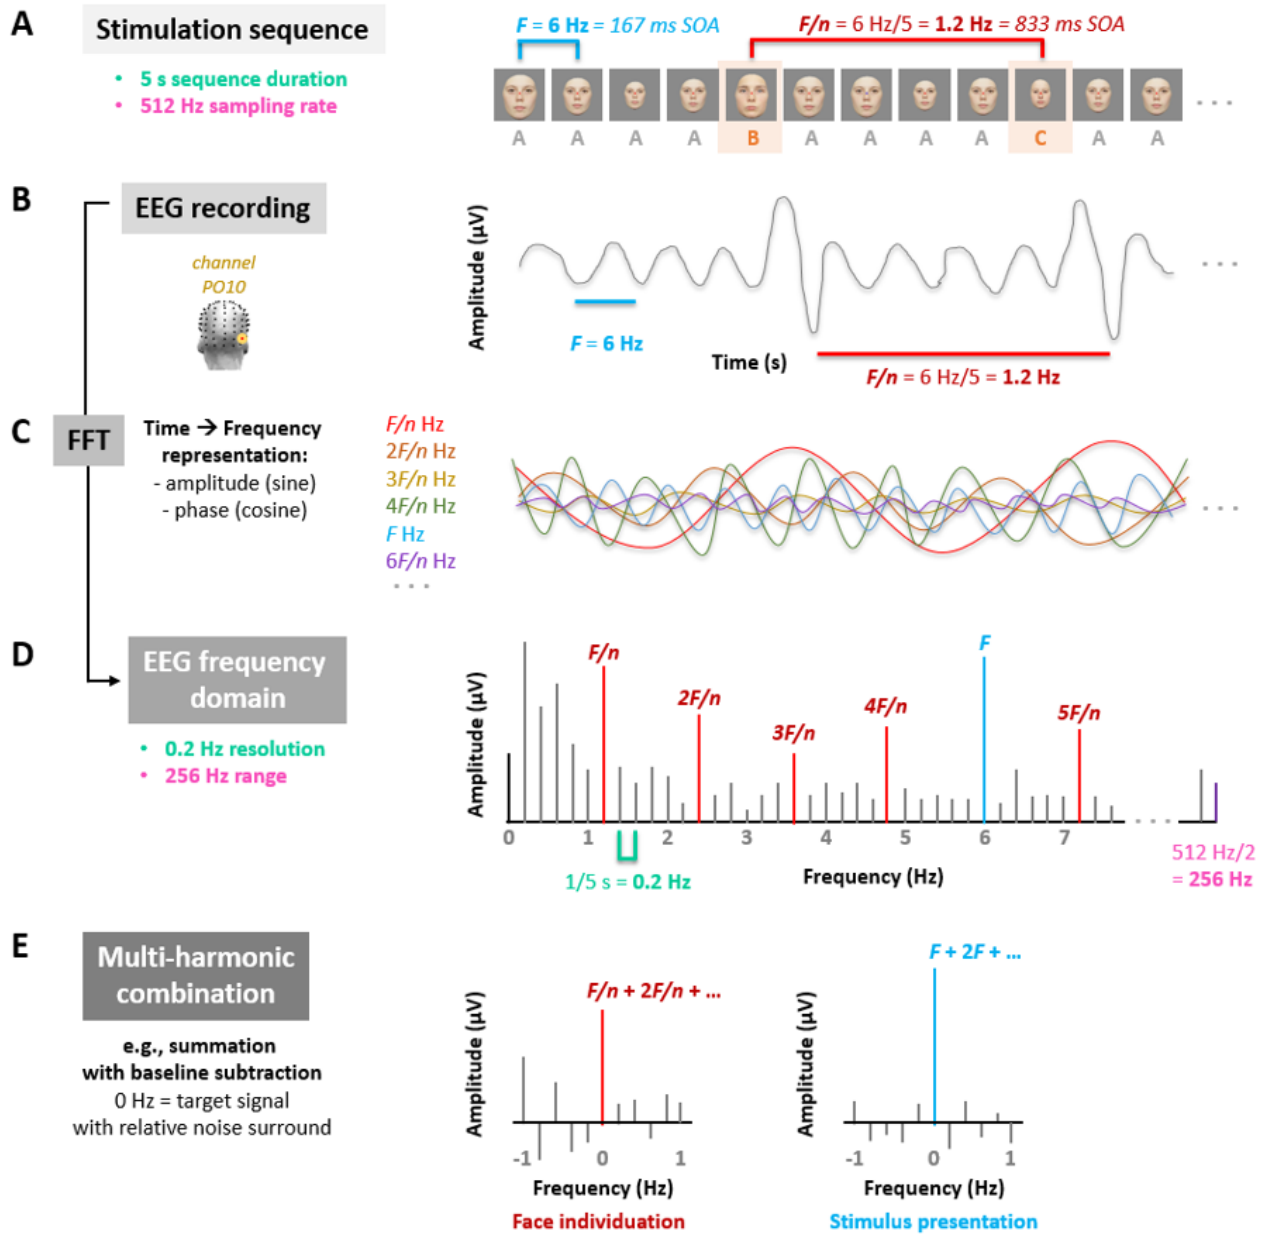 A
Stimulation sequence
• 5 s sequence duration
• 512 Hz sampling rate
F = 6 Hz = 167 ms SOA
F/n = 6 Hz/5 = 1.2 Hz = 833 ms SOA
A A A A B A A A A C A A
...
B
EEG recording
channel
PO10
Amplitude (µV)
F = 6 Hz
Time (s)
F/n = 6 Hz/5 = 1.2 Hz
...
C
FFT
Time → Frequency
representation:
- amplitude (sine)
- phase (cosine)
F/n Hz
2F/n Hz
3F/n Hz
4F/n Hz
F Hz
6F/n Hz
...
...
D
EEG frequency
domain
• 0.2 Hz resolution
• 256 Hz range
Amplitude (µV)
F/n
2F/n
3F/n
4F/n
F
5F/n
0 1 2 3 4 5 6 7 ...
1/5 s = 0.2 Hz
Frequency (Hz)
512 Hz/2
= 256 Hz
E
Multi-harmonic
combination
e.g., summation
with baseline subtraction
0 Hz = target signal
with relative noise surround
Amplitude (µV)
F/n + 2F/n + ...
-1 0 1
Frequency (Hz)
Face individuation
Amplitude (µV)
F + 2F + ...
-1 0 1
Frequency (Hz)
Stimulus presentation